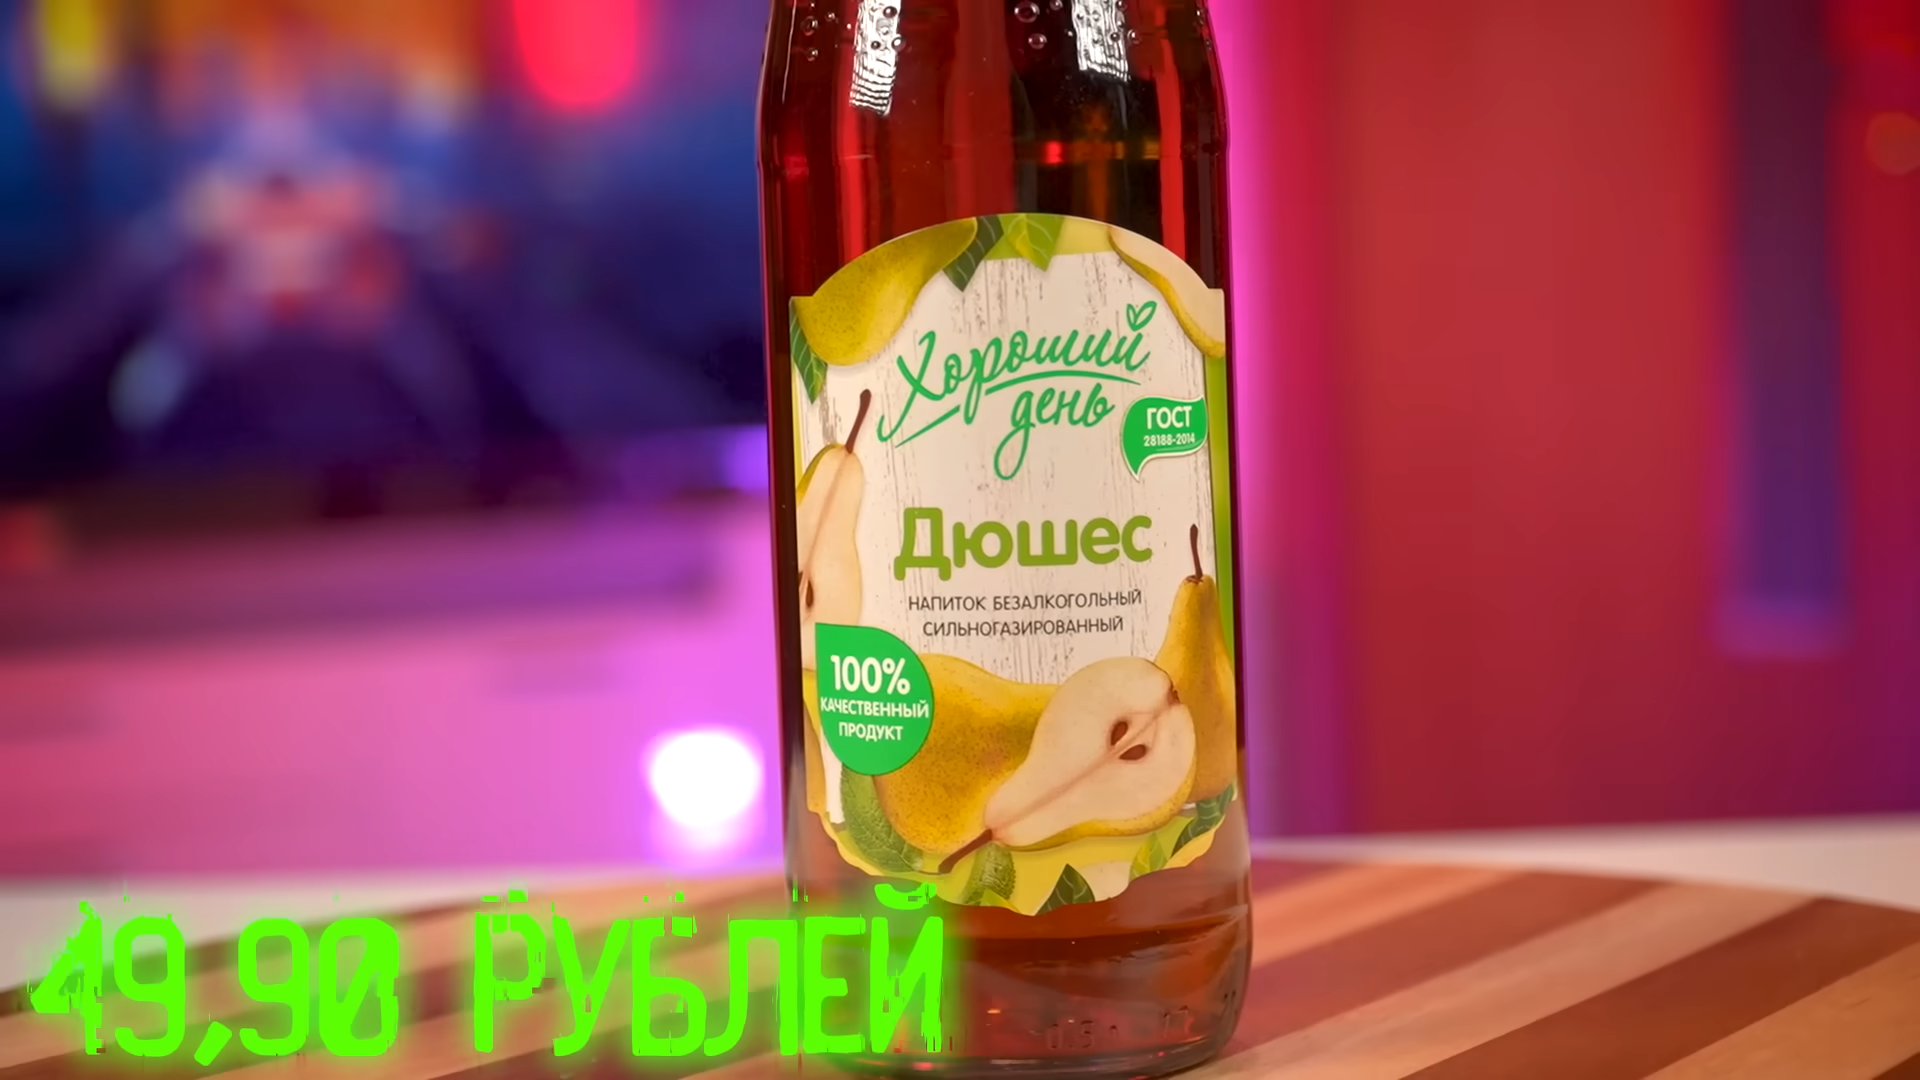 Хороший
день
ГОСТ
28188-2014
Дюшес
НАПИТОК БЕЗАЛКОГОЛЬНЫЙ
СИЛЬНОГАЗИРОВАННЫЙ
100%
КАЧЕСТВЕННЫЙ
ПРОДУКТ
49,90 РУБЛЕЙ